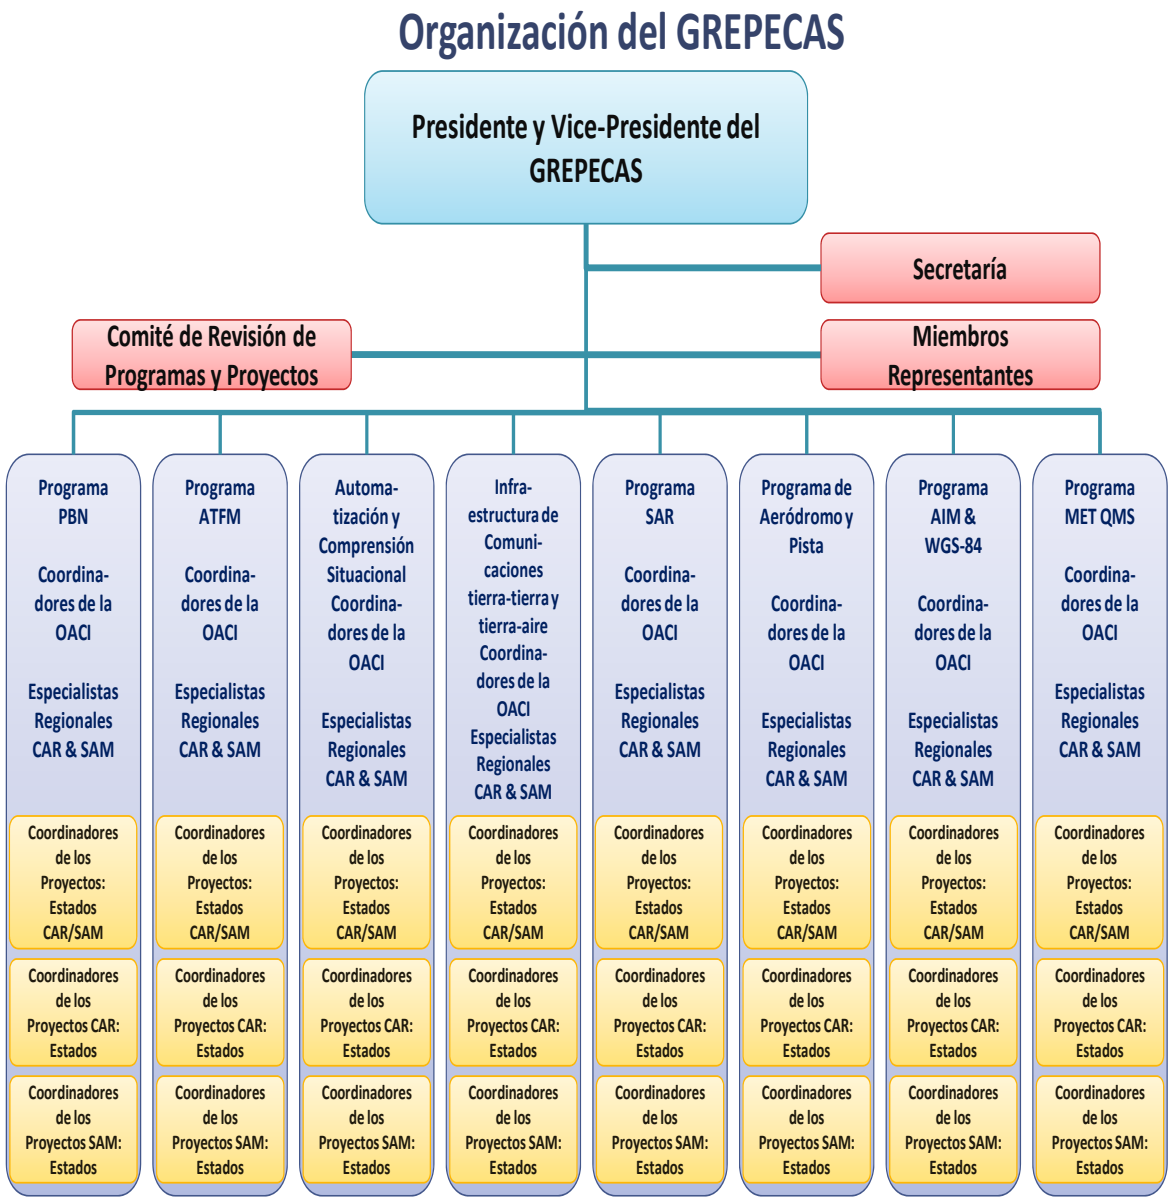 Organización del GREPECAS
Presidente y Vice-Presidente del
GREPECAS
Secretaría
Comité de Revisión de
Programas y Proyectos
Miembros
Representantes
Programa
PBN
Coordina-
dores de la
OACI
Especialistas
Regionales
CAR & SAM
Coordinadores
de los
Proyectos:
Estados
CAR/SAM
Coordinadores
de los
Proyectos CAR:
Estados
Coordinadores
de los
Proyectos SAM:
Estados
Programa
ATFM
Coordina-
dores de la
OACI
Especialistas
Regionales
CAR & SAM
Coordinadores
de los
Proyectos:
Estados
CAR/SAM
Coordinadores
de los
Proyectos CAR:
Estados
Coordinadores
de los
Proyectos SAM:
Estados
Automa-
tización y
Comprensión
Situacional
Coordina-
dores de la
OACI
Especialistas
Regionales
CAR & SAM
Coordinadores
de los
Proyectos:
Estados
CAR/SAM
Coordinadores
de los
Proyectos CAR:
Estados
Coordinadores
de los
Proyectos SAM:
Estados
Infra-
estructura de
Comuni-
caciones
tierra-tierra y
tierra-aire
Coordina-
dores de la
OACI
Especialistas
Regionales
CAR & SAM
Coordinadores
de los
Proyectos:
Estados
CAR/SAM
Coordinadores
de los
Proyectos CAR:
Estados
Coordinadores
de los
Proyectos SAM:
Estados
Programa
SAR
Coordina-
dores de la
OACI
Especialistas
Regionales
CAR & SAM
Coordinadores
de los
Proyectos:
Estados
CAR/SAM
Coordinadores
de los
Proyectos CAR:
Estados
Coordinadores
de los
Proyectos SAM:
Estados
Programa de
Aeródromo y
Pista
Coordina-
dores de la
OACI
Especialistas
Regionales
CAR & SAM
Coordinadores
de los
Proyectos:
Estados
CAR/SAM
Coordinadores
de los
Proyectos CAR:
Estados
Coordinadores
de los
Proyectos SAM:
Estados
Programa
AIM &
WGS-84
Coordina-
dores de la
OACI
Especialistas
Regionales
CAR & SAM
Coordinadores
de los
Proyectos:
Estados
CAR/SAM
Coordinadores
de los
Proyectos CAR:
Estados
Coordinadores
de los
Proyectos SAM:
Estados
Programa
MET QMS
Coordina-
dores de la
OACI
Especialistas
Regionales
CAR & SAM
Coordinadores
de los
Proyectos:
Estados
CAR/SAM
Coordinadores
de los
Proyectos CAR:
Estados
Coordinadores
de los
Proyectos SAM:
Estados